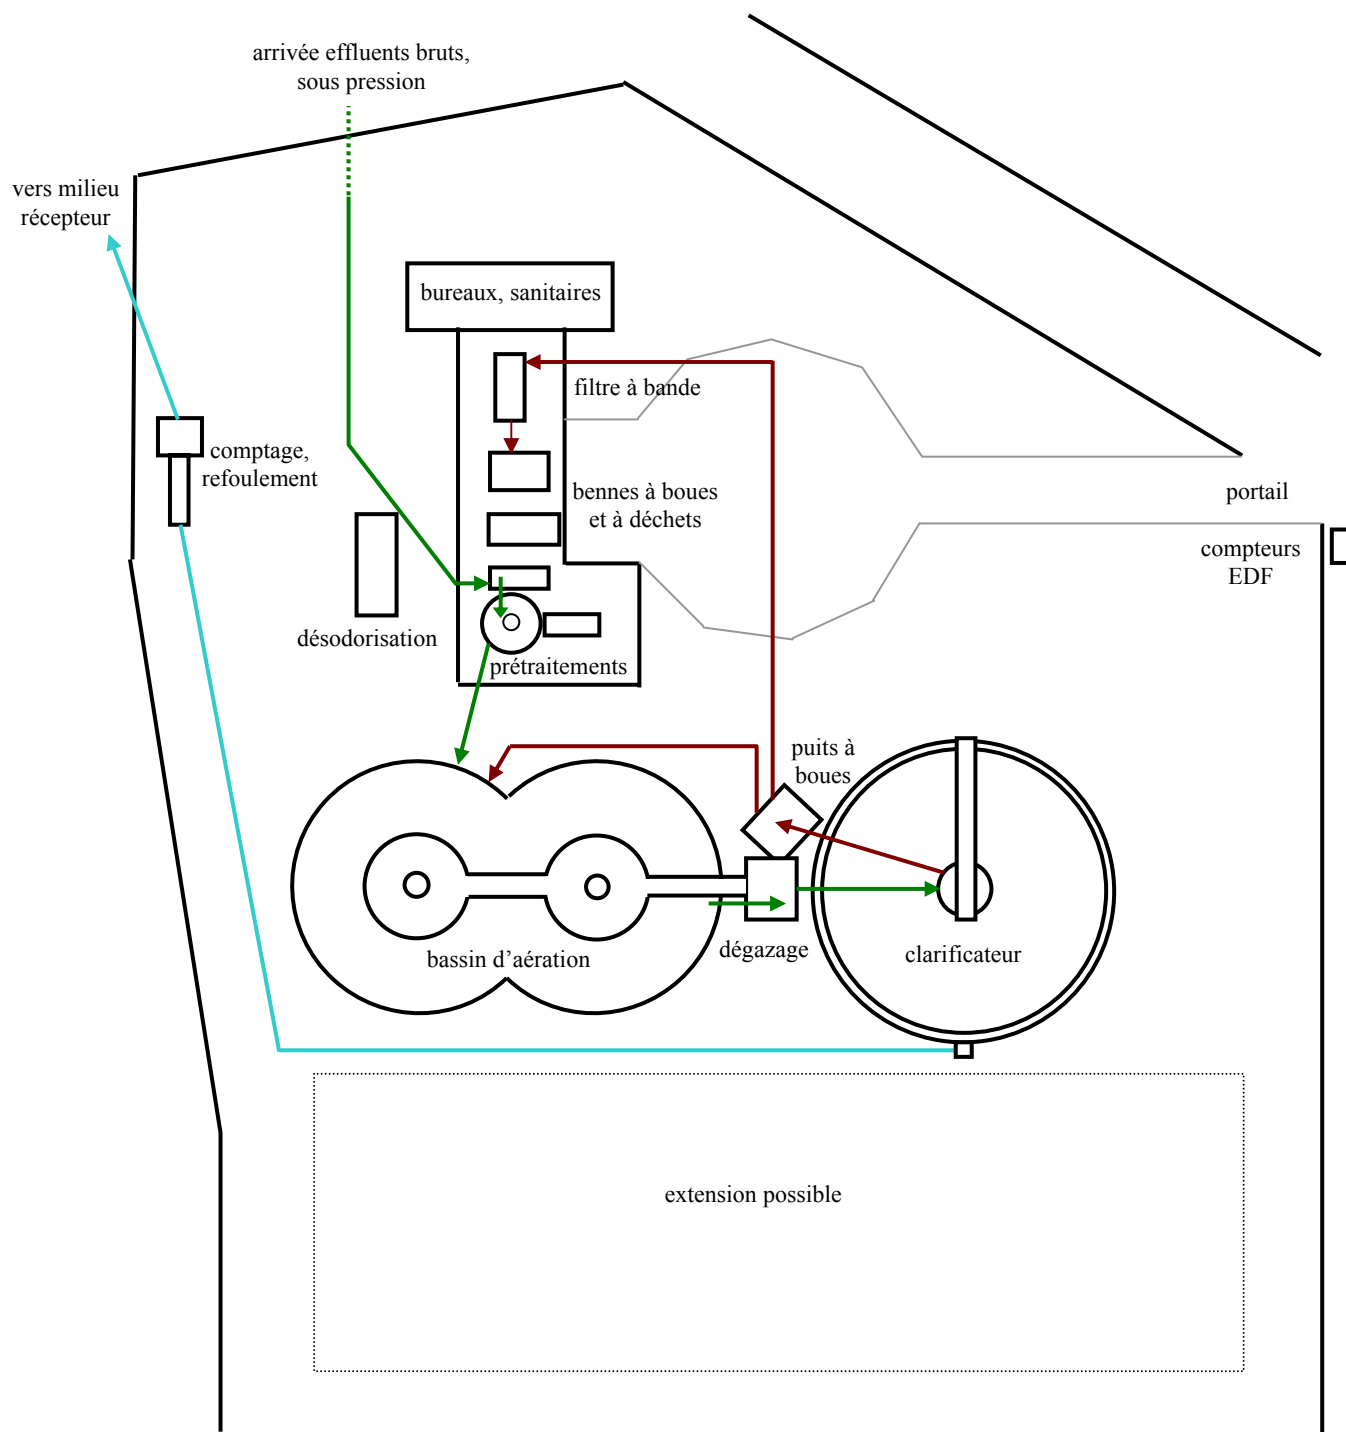 arrivée effluents bruts,
sous pression
vers milieu
récepteur
bureaux, sanitaires
filtre à bande
comptage,
refoulement
bennes à boues
et à déchets
portail
compteurs
EDF
désodorisation
prétraitements
puits à
boues
bassin d’aération
dégazage
clarificateur
extension possible